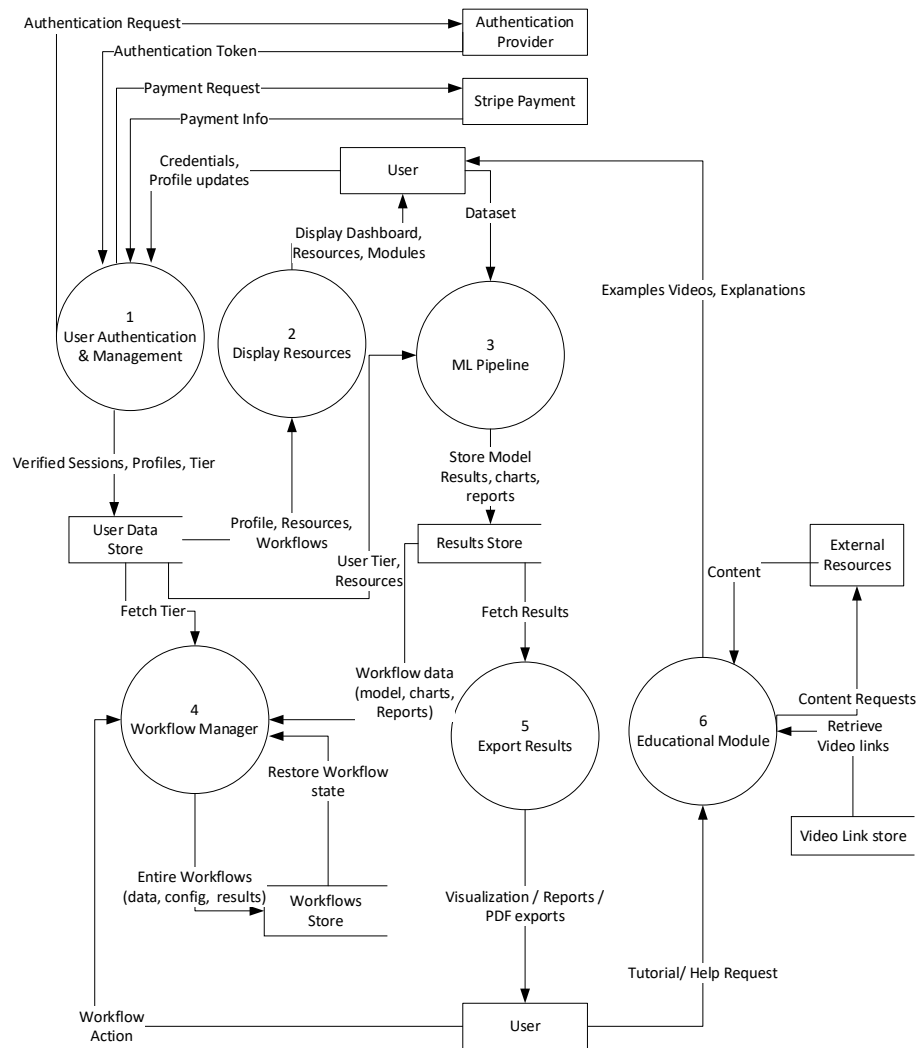 Authentication Request
Authentication
Provider
Authentication Token
Payment Request
Stripe Payment
Payment Info
Credentials,
Profile updates
User
Dataset
Display Dashboard,
Resources, Modules
Examples Videos, Explanations
1
User Authentication
& Management
2
Display Resources
3
ML Pipeline
Verified Sessions, Profiles, Tier
Store Model
Results, charts,
reports
User Data
Store
Profile, Resources,
Workflows
Results Store
External
Resources
User Tier,
Resources
Content
Fetch Tier
Fetch Results
Workflow data
(model, charts,
Reports)
Content Requests
4
Workflow Manager
5
Export Results
6
Educational Module
Retrieve
Video links
Restore Workflow
state
Video Link store
Entire Workflows
(data, config,  results)
Workflows
Store
Visualization / Reports /
PDF exports
Tutorial/ Help Request
Workflow
Action
User